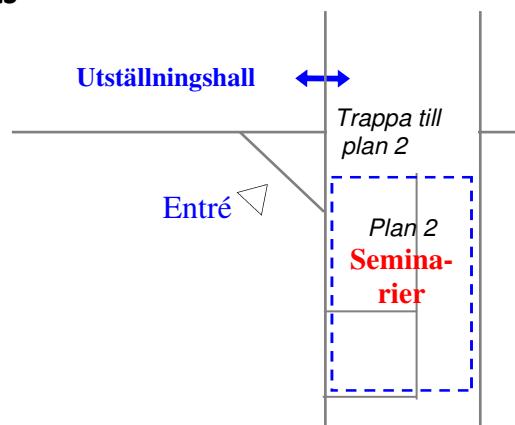 Utställningshall
Trappa till
plan 2
Entré
Plan 2
Semina-
rier